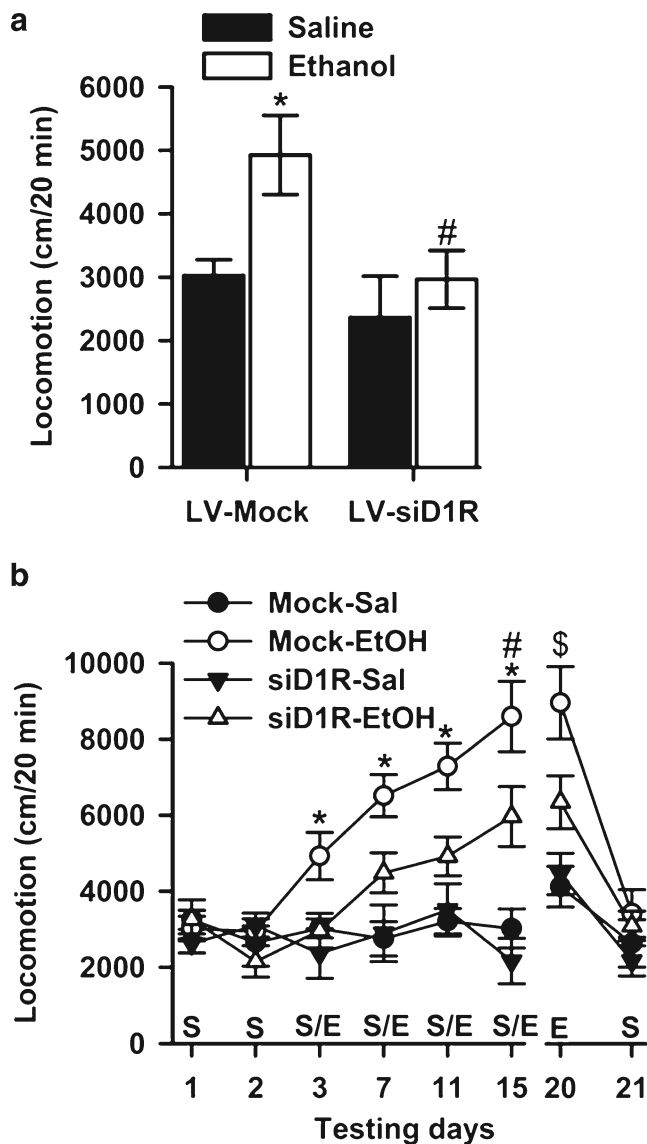 a
Saline
Ethanol
Locomotion (cm/20 min)
6000
5000
4000
3000
2000
1000
0
*
#
LV-Mock LV-siD1R
b
Mock-Sal
Mock-EtOH
siD1R-Sal
siD1R-EtOH
Locomotion (cm/20 min)
10000
8000
6000
4000
2000
0
* * * # * $
S S S/E S/E S/E S/E E S
1 2 3 7 11 15 20 21
Testing days